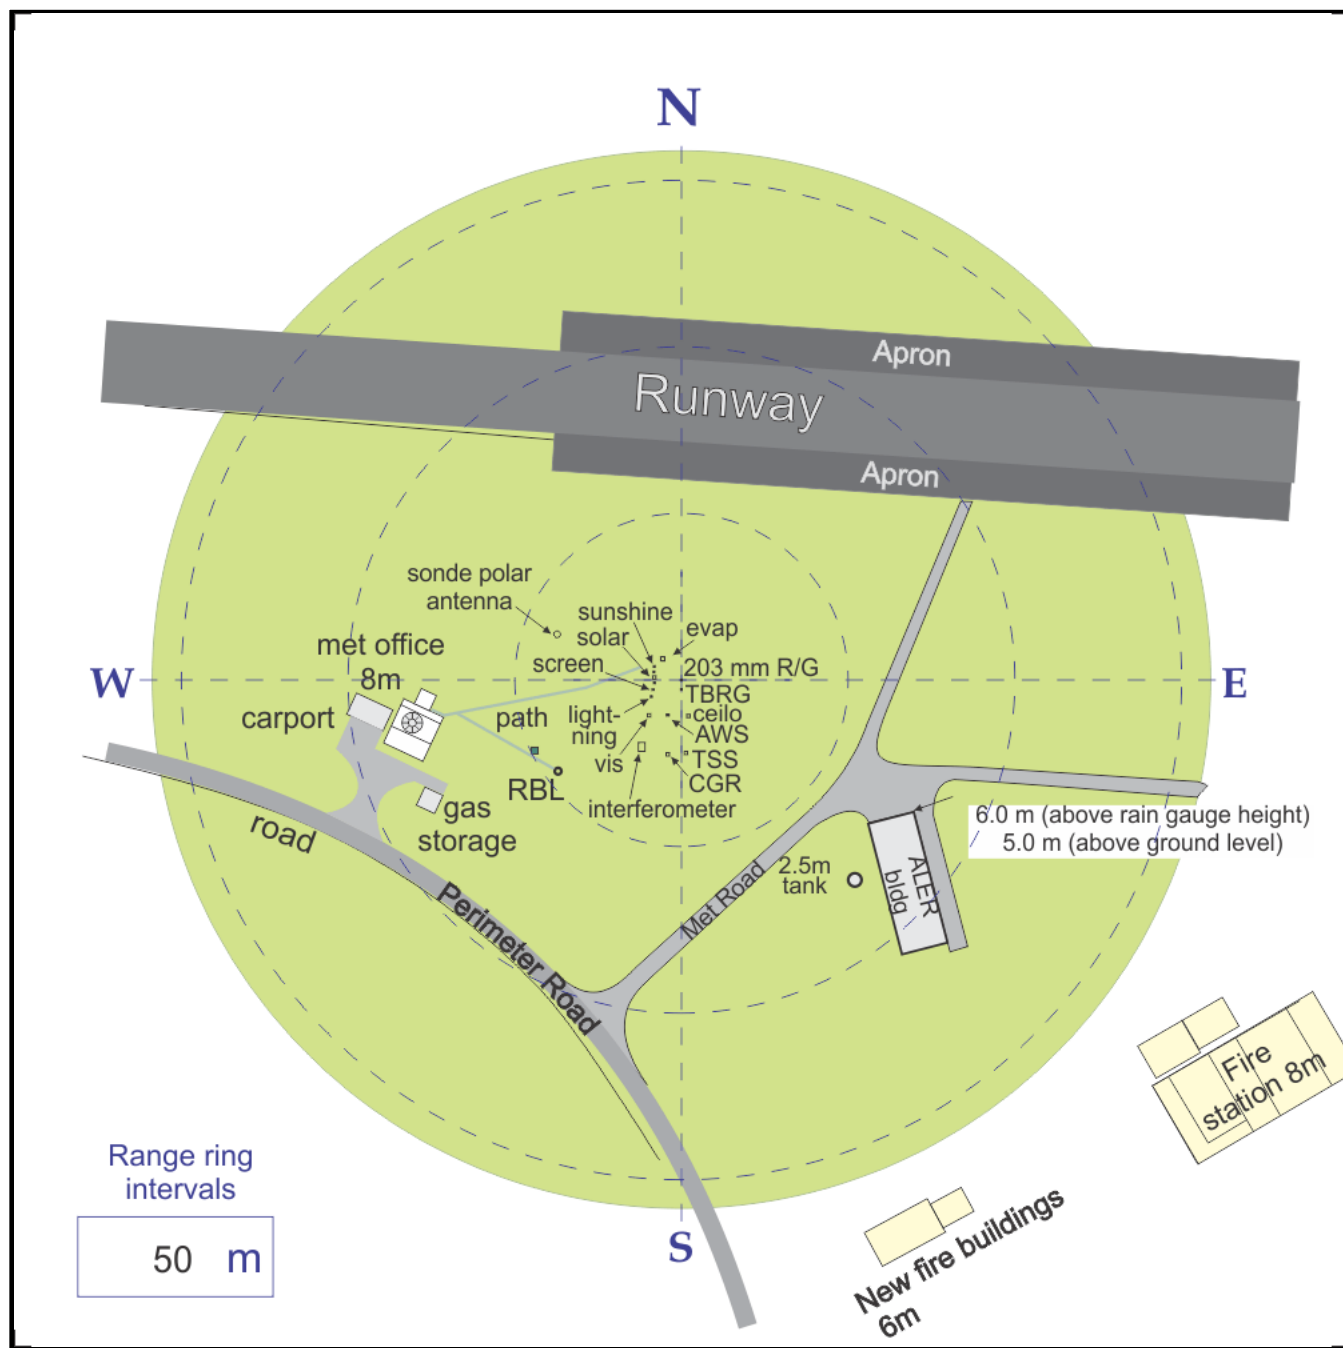 N
Apron
Runway
Apron
sonde polar
antenna
sunshine
solar
evap
met office
8m
screen
203 mm R/G
W
E
TBRG
carport
path
light-
ning
ceilo
AWS
vis
TSS
RBL
CGR
interferometer
gas
storage
road
6.0 m (above rain gauge height)
5.0 m (above ground level)
2.5m
tank
ALER
bldg
Met Road
Perimeter Road
Fire
station 8m
Range ring
intervals
50 m
S
New fire buildings
6m